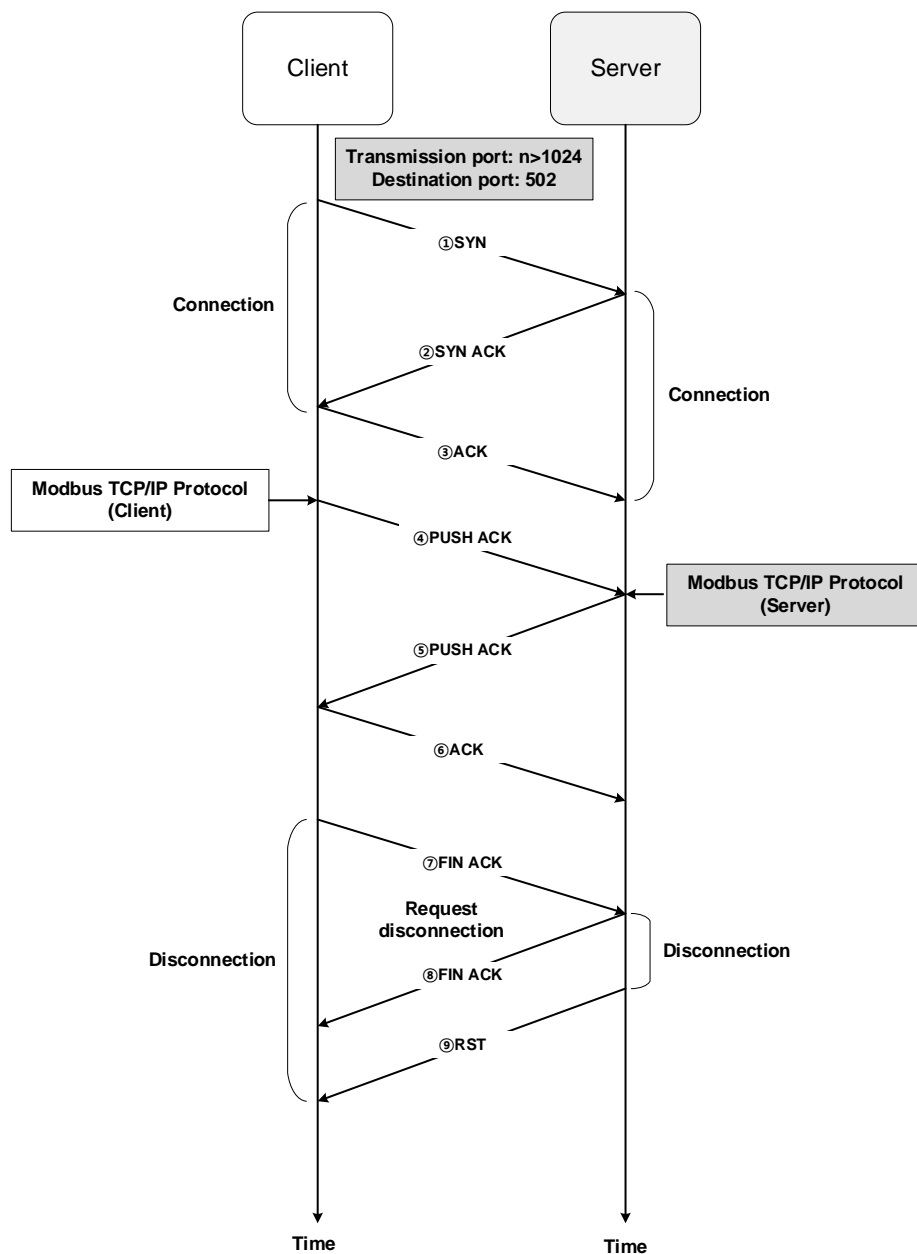 Client
Server
Transmission port: n>1024
Destination port: 502
①SYN
Connection
②SYN ACK
Connection
③ACK
Modbus TCP/IP Protocol
(Client)
④PUSH ACK
Modbus TCP/IP Protocol
(Server)
⑤PUSH ACK
⑥ACK
⑦FIN ACK
Request
disconnection
Disconnection
Disconnection
⑧FIN ACK
⑨RST
Time
Time